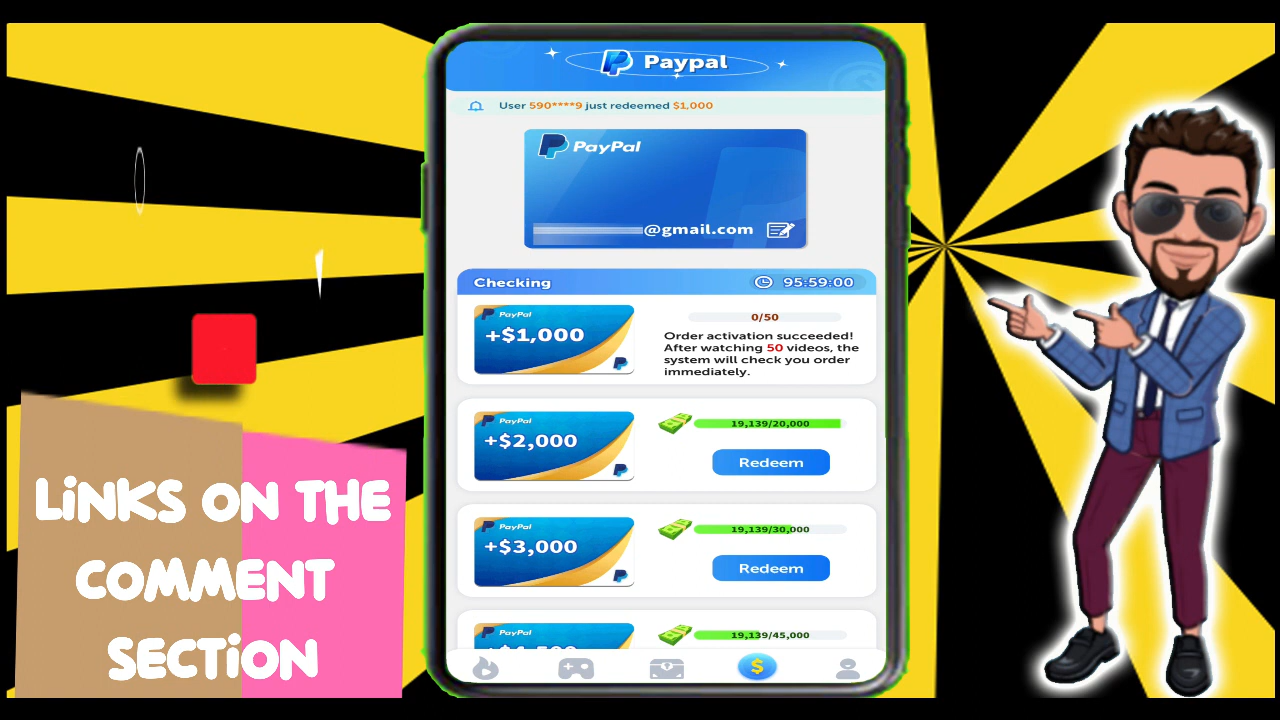 Paypal
User 590****9 just redeemed $1,000
PayPal
@gmail.com
Checking
95:59:00
PayPal
+$1,000
0/50
Order activation succeeded!
After watching 50 videos, the
system will check you order
immediately.
PayPal
+$2,000
19,139/20,000
Redeem
PayPal
+$3,000
19,139/30,000
Redeem
PayPal
19,139/45,000
LINKS ON THE
COMMENT
SECTION